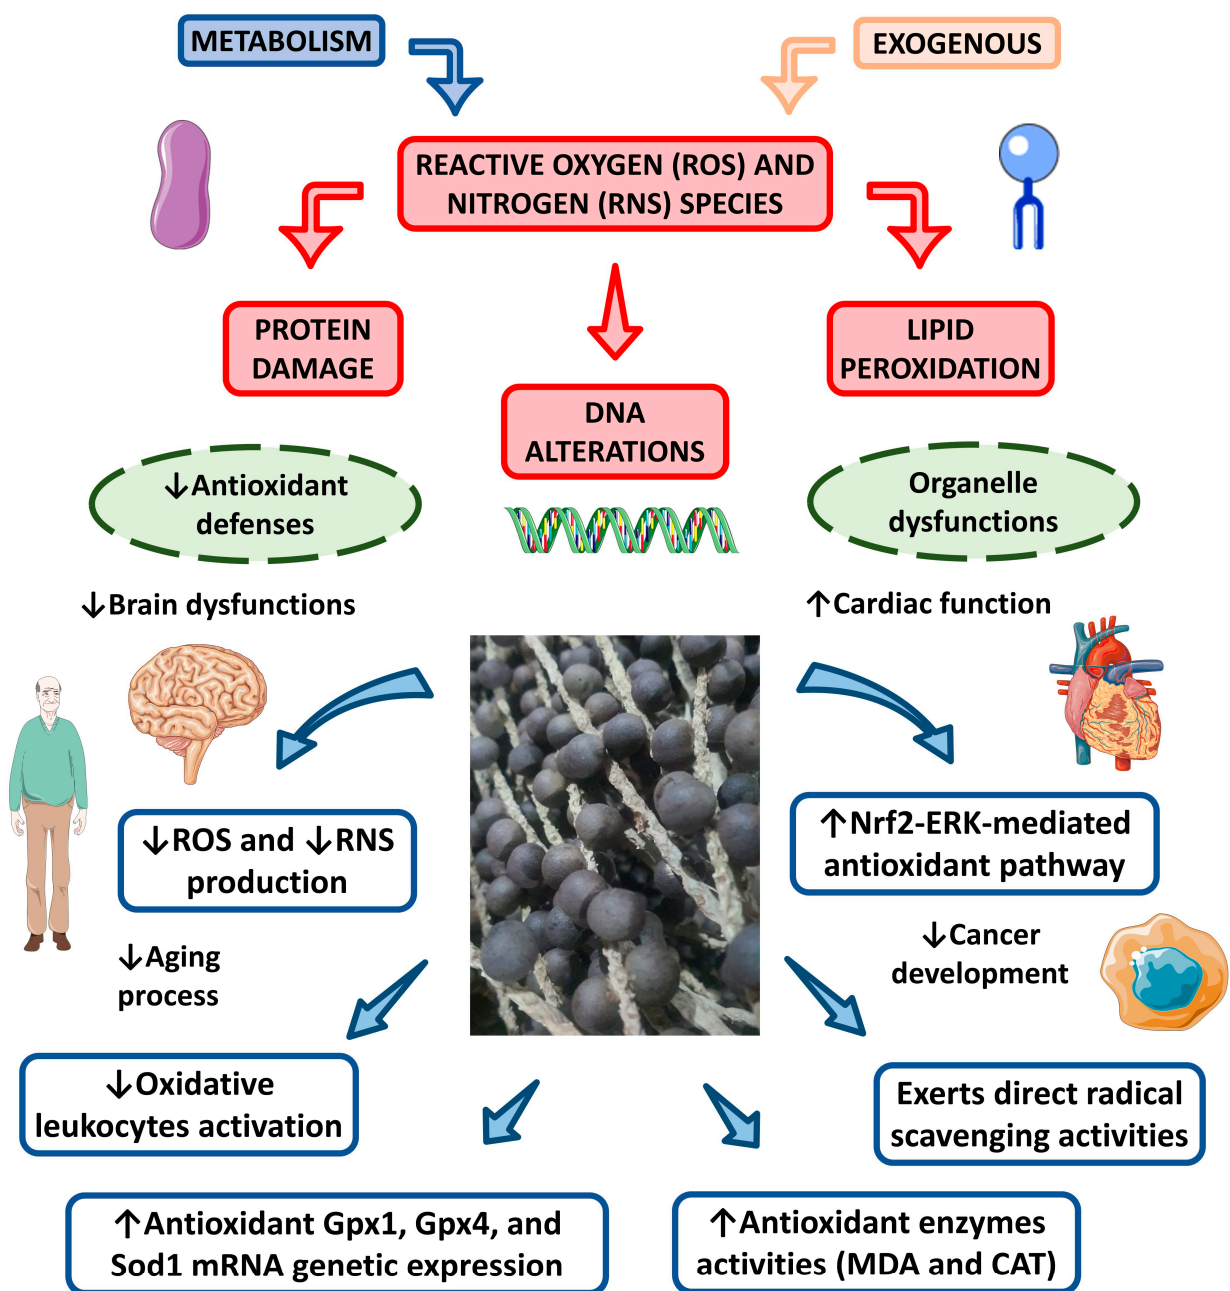 METABOLISM
EXOGENOUS
REACTIVE OXYGEN (ROS) AND
NITROGEN (RNS) SPECIES
PROTEIN
DAMAGE
LIPID
PEROXIDATION
DNA
ALTERATIONS
↓Antioxidant
defenses
Organelle
dysfunctions
↓Brain dysfunctions
↑Cardiac function
↓ROS and ↓RNS
production
↑Nrf2-ERK-mediated
antioxidant pathway
↓Aging
process
↓Cancer
development
↓Oxidative
leukocytes activation
Exerts direct radical
scavenging activities
↑Antioxidant Gpx1, Gpx4, and
Sod1 mRNA genetic expression
↑Antioxidant enzymes
activities (MDA and CAT)